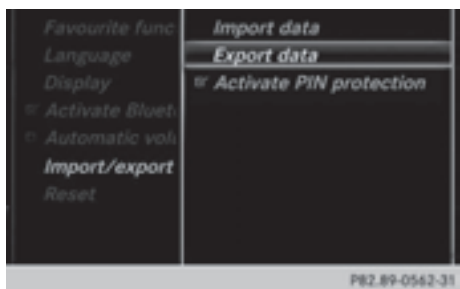 Favourite func
Language
Display
Activate Blueto
Automatic volu
Import/export
Reset
Import data
Export data
Activate PIN protection
P82.89-0562-31